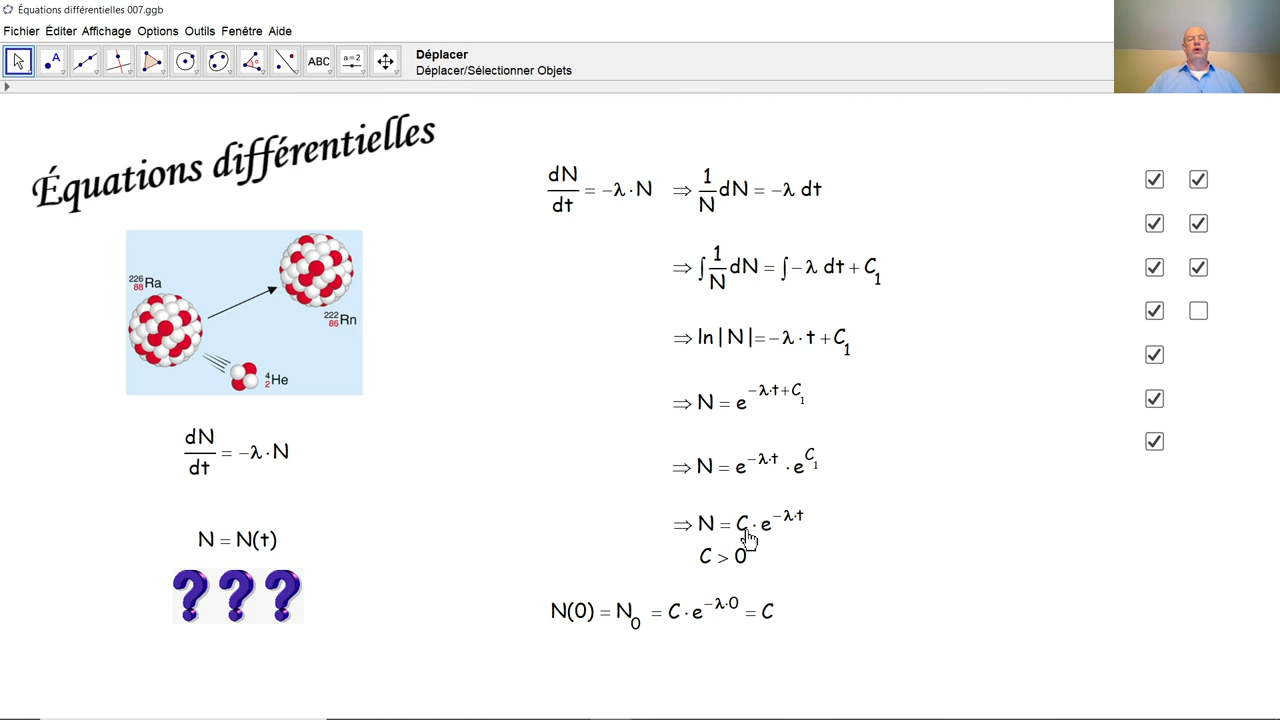 Équations différentielles 007.ggb
Fichier Éditer Affichage Options Outils Fenêtre Aide
A
ABC
a=2
Déplacer
Déplacer/Sélectionner Objets
Équations différentielles
226 88 Ra
222 86 Rn
4 2 He
dN/dt = −λ·N
N = N(t)
???
dN/dt = −λ·N ⇒ 1/N dN = −λ dt
⇒ ∫ 1/N dN = ∫ −λ dt + C₁
⇒ ln|N| = −λ·t + C₁
⇒ N = e^(−λ·t+C₁)
⇒ N = e^(−λ·t) · e^(C₁)
⇒ N = C·e^(−λ·t)
C > 0
N(0) = N₀ = C·e^(−λ·0) = C